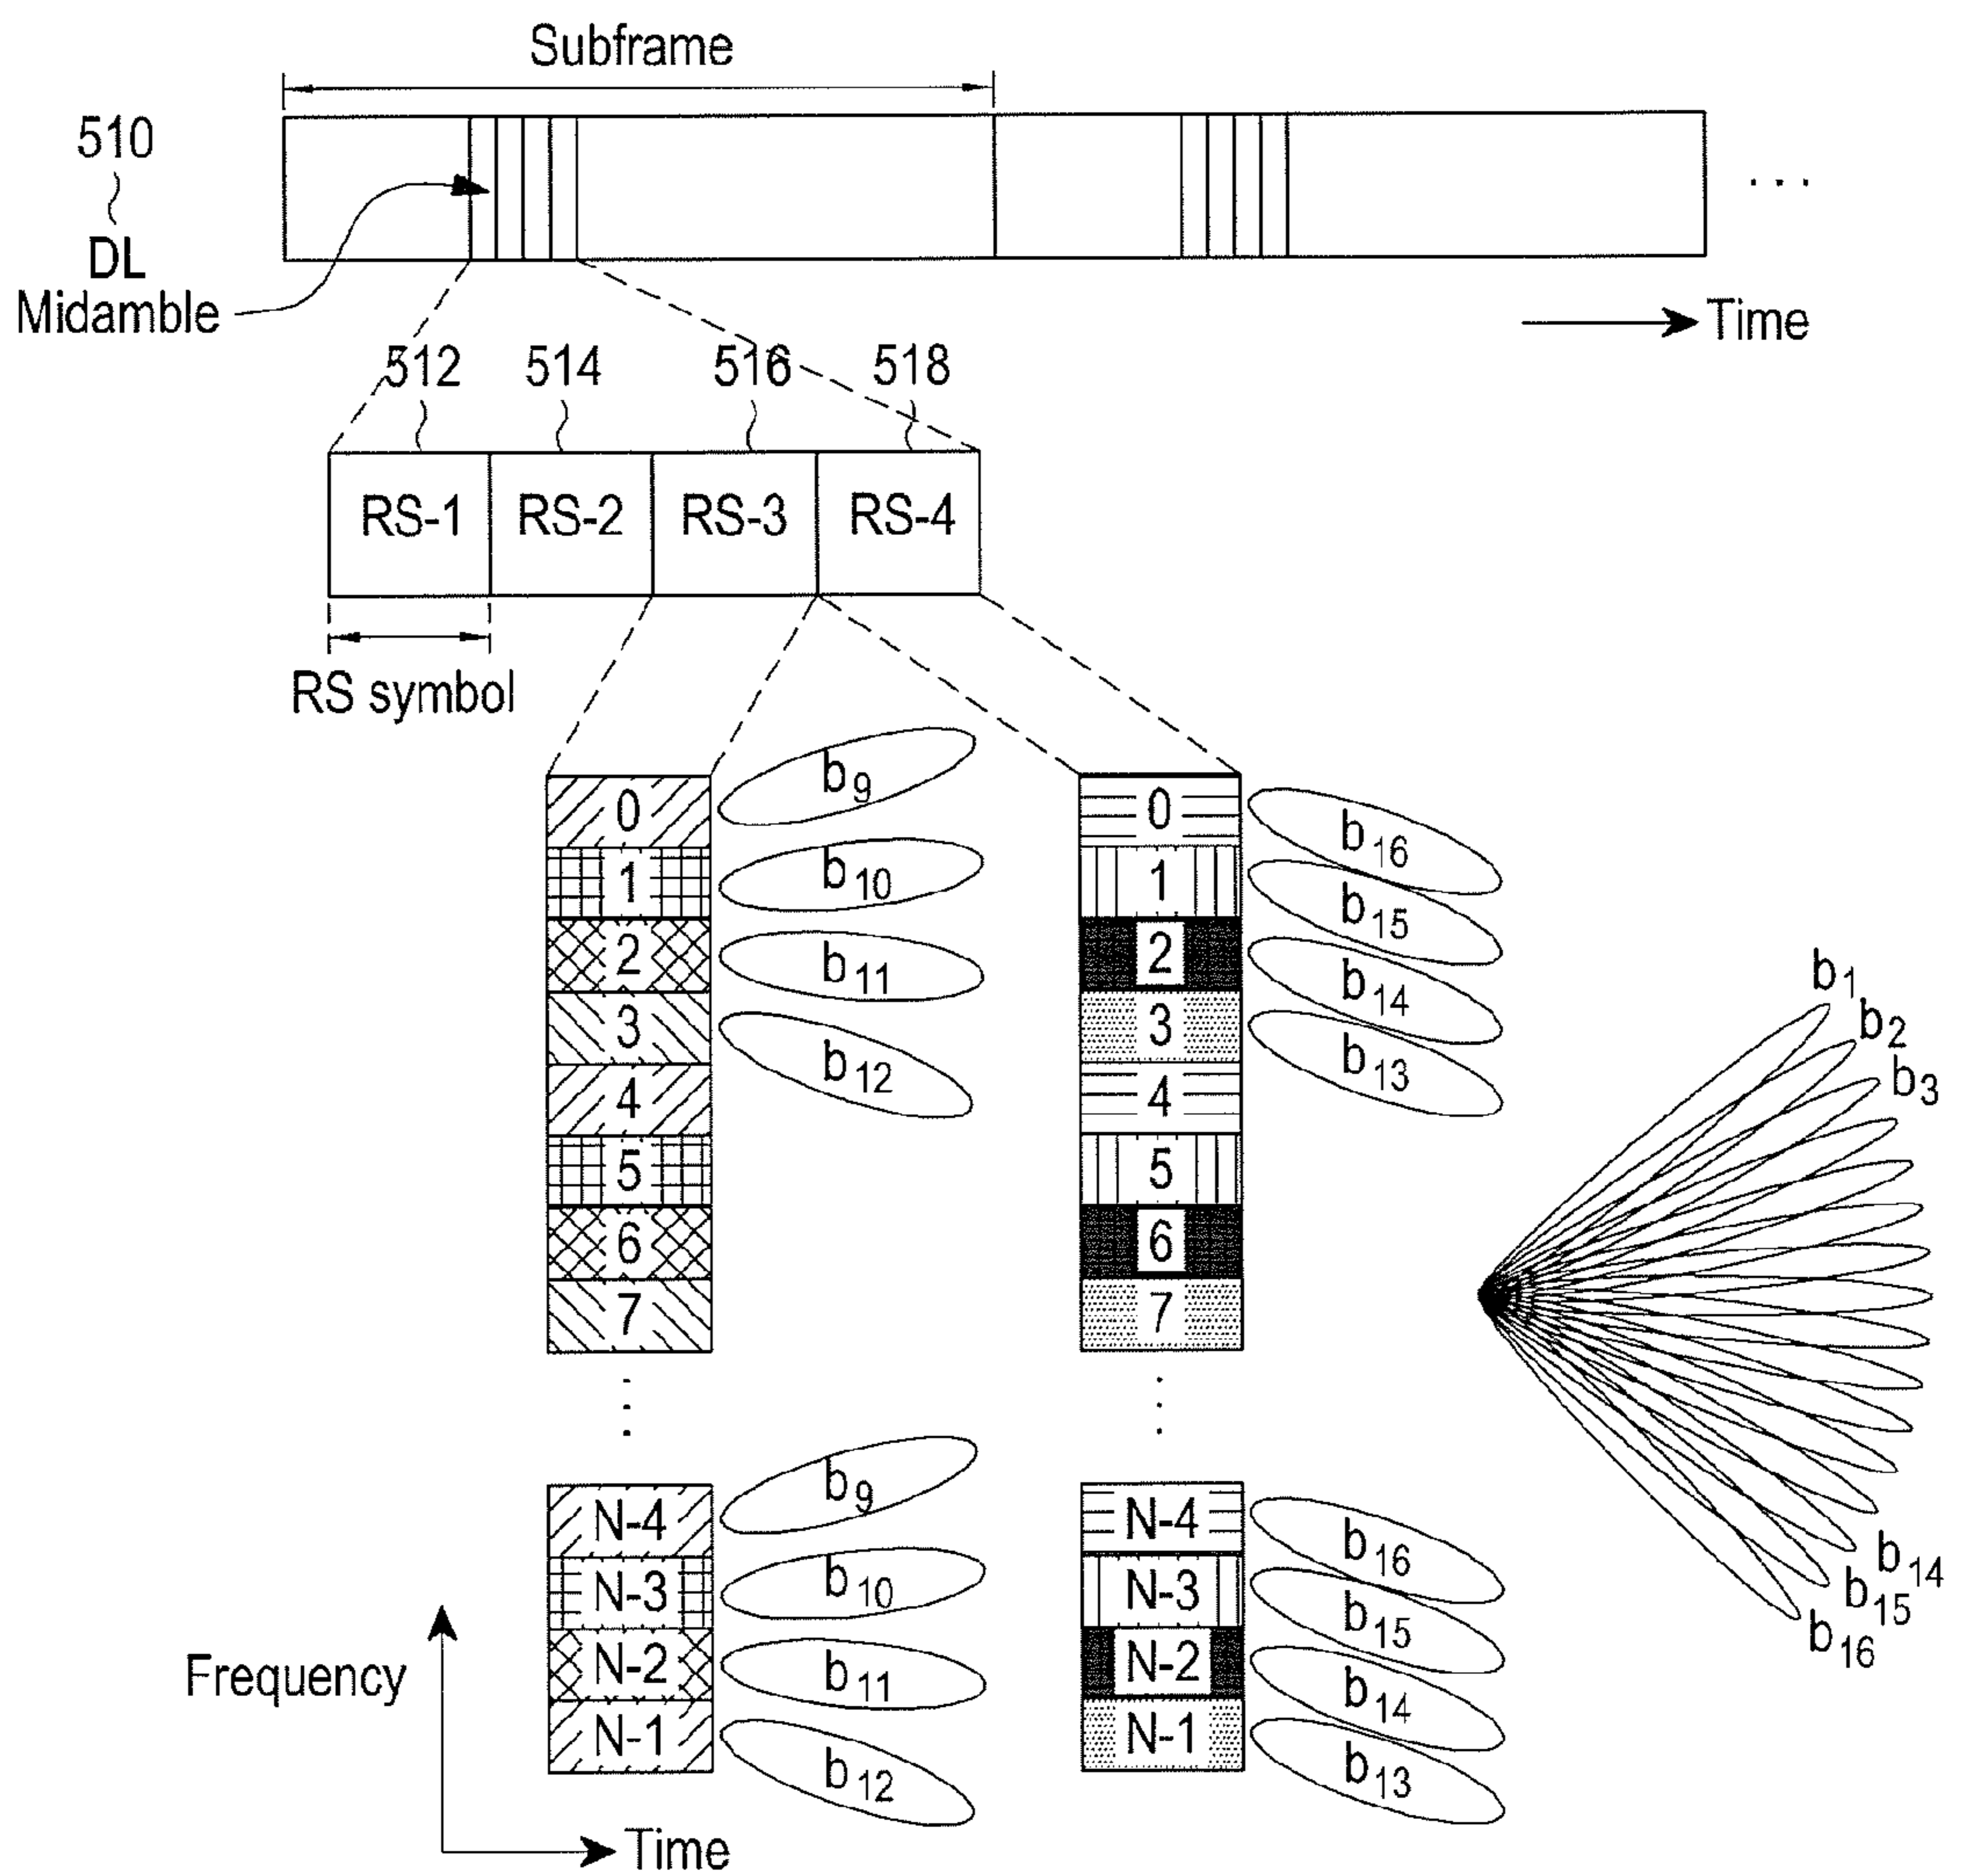 Subframe
510
DL
Midamble
...
Time
512 514 516 518
RS-1 RS-2 RS-3 RS-4
RS symbol
0 b9 0 b16
1 b10 1 b15
2 b11 2 b14
3 b12 3 b13
4 4
5 5
6 6
7 7
b1
b2
b3
N-4 b9 N-4 b16
N-3 b10 N-3 b15
N-2 b11 N-2 b14
N-1 b12 N-1 b13
b14
b15
b16
Frequency
Time